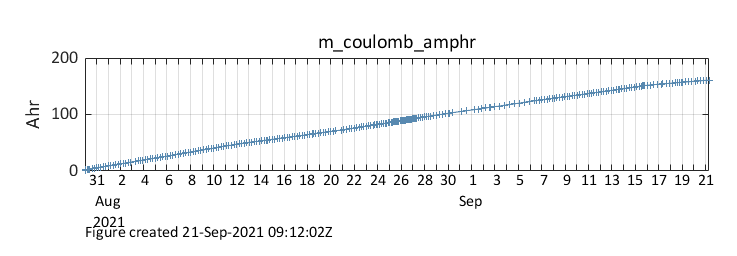 m_coulomb_amphr
200
100
0
Ahr
31 2 4 6 8 10 12 14 16 18 20 22 24 26 28 30 1 3 5 7 9 11 13 15 17 19 21
Aug Sep
2021
Figure created 21-Sep-2021 09:12:02Z